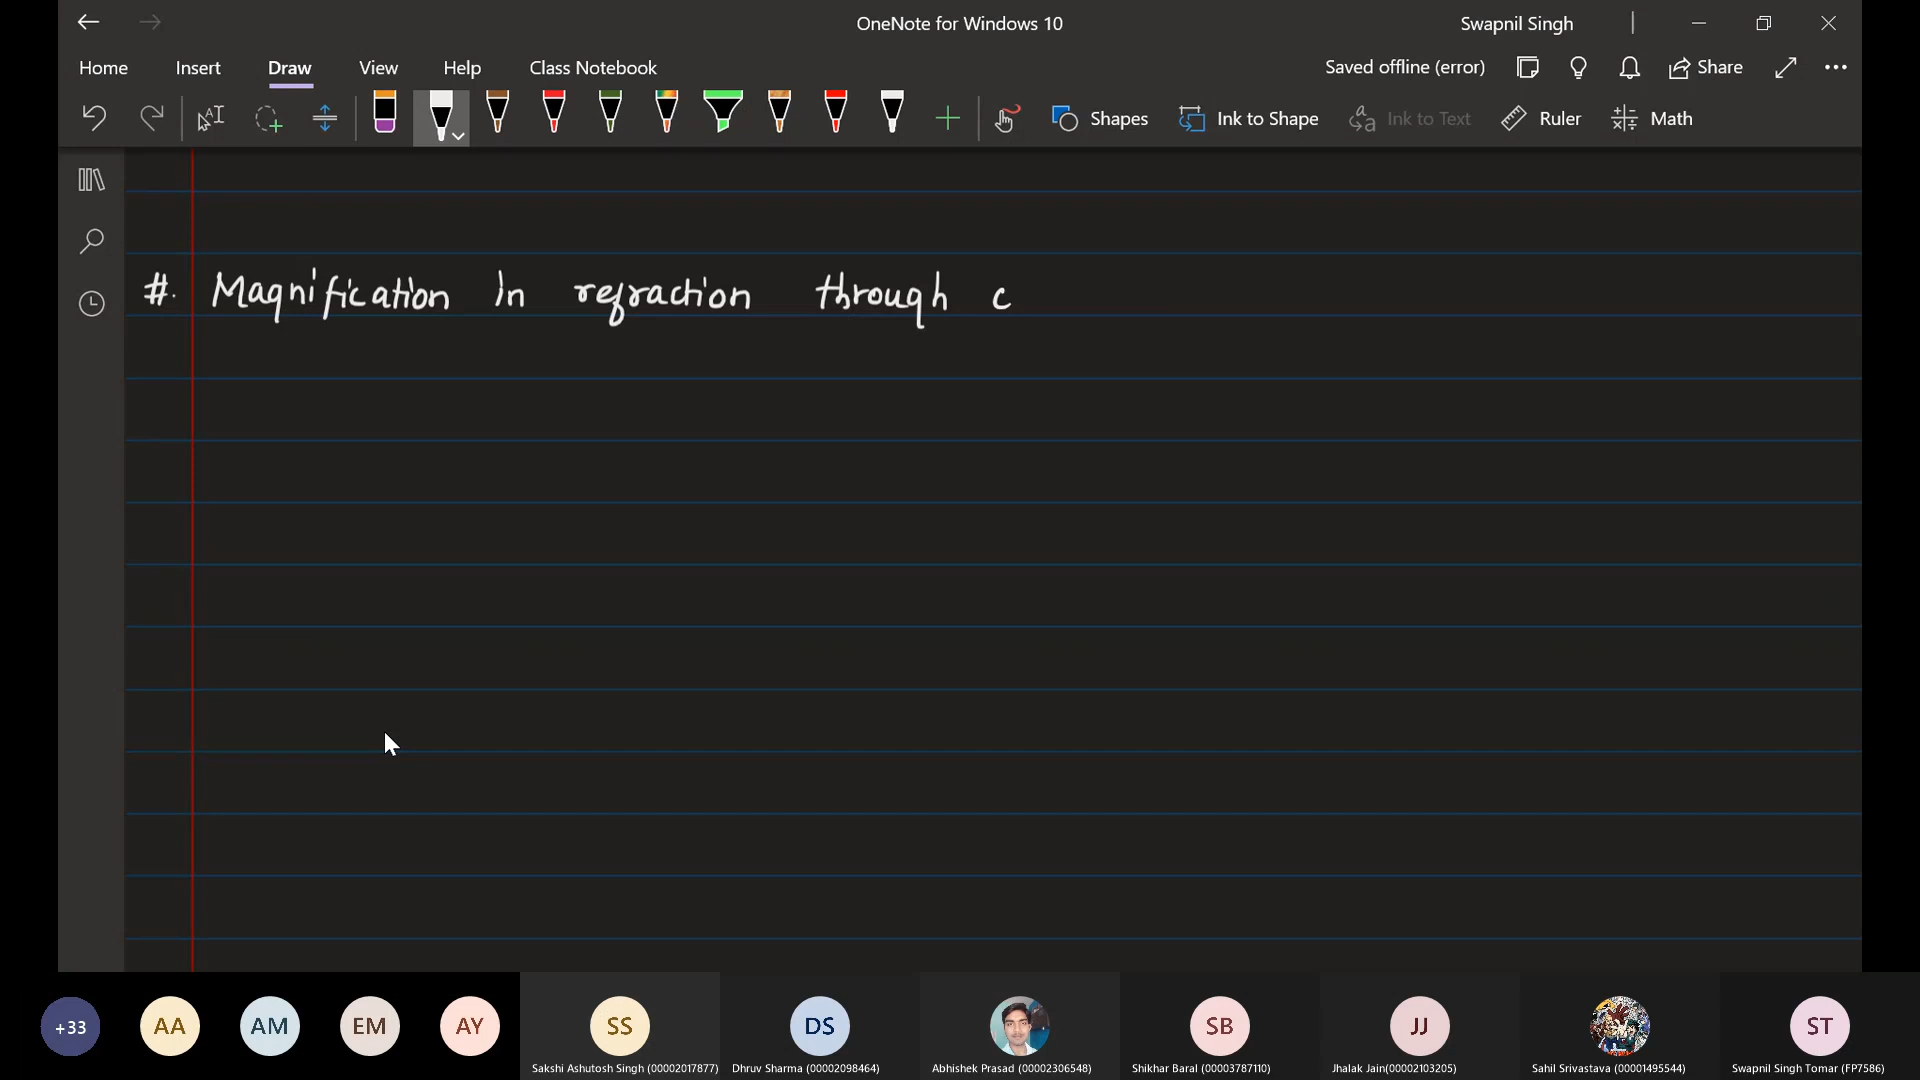 OneNote for Windows 10
Swapnil Singh
Home Insert Draw View Help Class Notebook
Saved offline (error)
Share
Shapes
Ink to Shape
Ink to Text
Ruler
Math
#. Magnification in refraction through c
+33 AA AM EM AY SS DS SB JJ ST
Sakshi Ashutosh Singh (00002017877) Dhruv Sharma (00002098464) Abhishek Prasad (00002306548) Shikhar Baral (00003787110) Jhalak Jain(00002103205) Sahil Srivastava (00001495544) Swapnil Singh Tomar (FP7586)